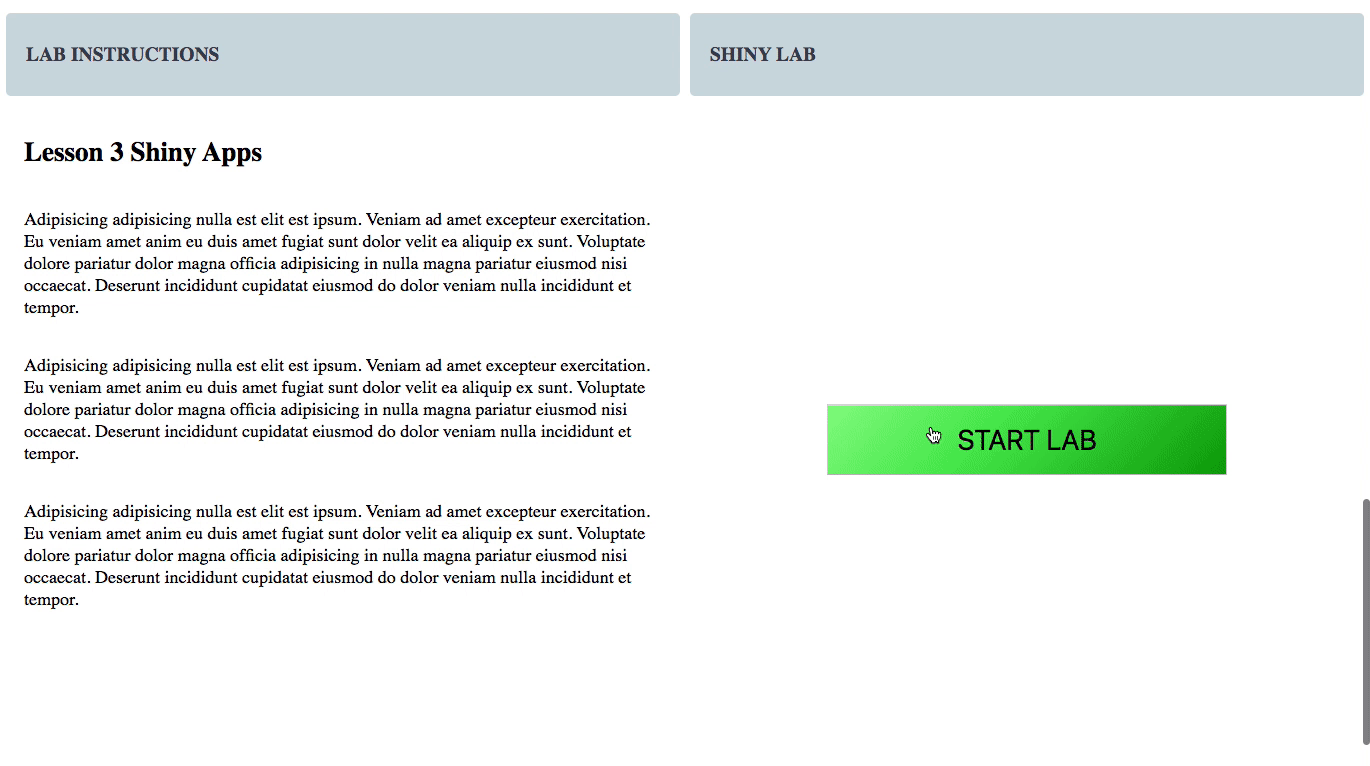 LAB INSTRUCTIONS
SHINY LAB
Lesson 3 Shiny Apps
Adipisicing adipisicing nulla est elit est ipsum. Veniam ad amet excepteur exercitation.
Eu veniam amet anim eu duis amet fugiat sunt dolor velit ea aliquip ex sunt. Voluptate
dolore pariatur dolor magna officia adipisicing in nulla magna pariatur eiusmod nisi
occaecat. Deserunt incididunt cupidatat eiusmod do dolor veniam nulla incididunt et
tempor.
Adipisicing adipisicing nulla est elit est ipsum. Veniam ad amet excepteur exercitation.
Eu veniam amet anim eu duis amet fugiat sunt dolor velit ea aliquip ex sunt. Voluptate
dolore pariatur dolor magna officia adipisicing in nulla magna pariatur eiusmod nisi
occaecat. Deserunt incididunt cupidatat eiusmod do dolor veniam nulla incididunt et
tempor.
Adipisicing adipisicing nulla est elit est ipsum. Veniam ad amet excepteur exercitation.
Eu veniam amet anim eu duis amet fugiat sunt dolor velit ea aliquip ex sunt. Voluptate
dolore pariatur dolor magna officia adipisicing in nulla magna pariatur eiusmod nisi
occaecat. Deserunt incididunt cupidatat eiusmod do dolor veniam nulla incididunt et
tempor.
START LAB